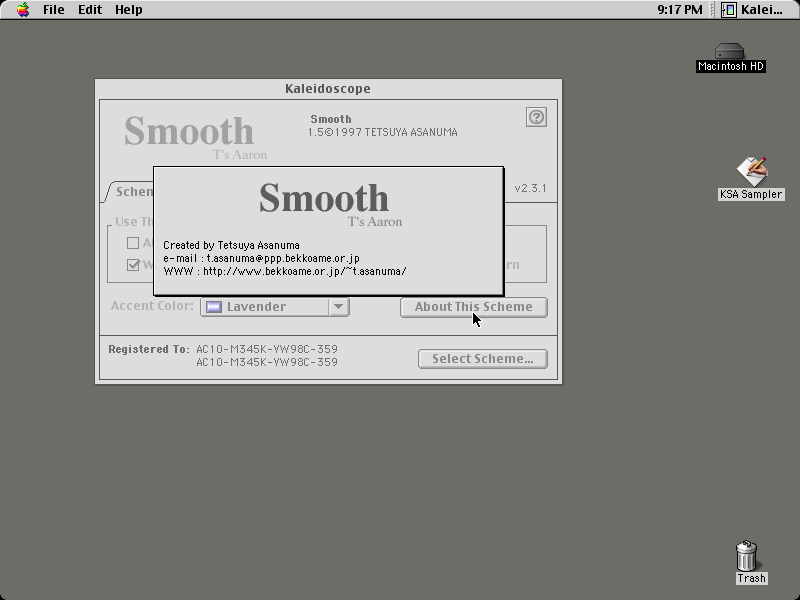 File Edit Help
9:17 PM Kalei...
Macintosh HD
KSA Sampler
Trash
Kaleidoscope
Smooth
T's Aaron
Smooth
1.5©1997 TETSUYA ASANUMA
?
Schem
v2.3.1
Use Th
rn
Smooth
T's Aaron
Created by Tetsuya Asanuma
e-mail : t.asanuma@ppp.bekkoame.or.jp
WWW : http://www.bekkoame.or.jp/~t.asanuma/
Accent Color: Lavender
About This Scheme
Registered To: AC10-M345K-VW98C-359
AC10-M345K-VW98C-359
Select Scheme...